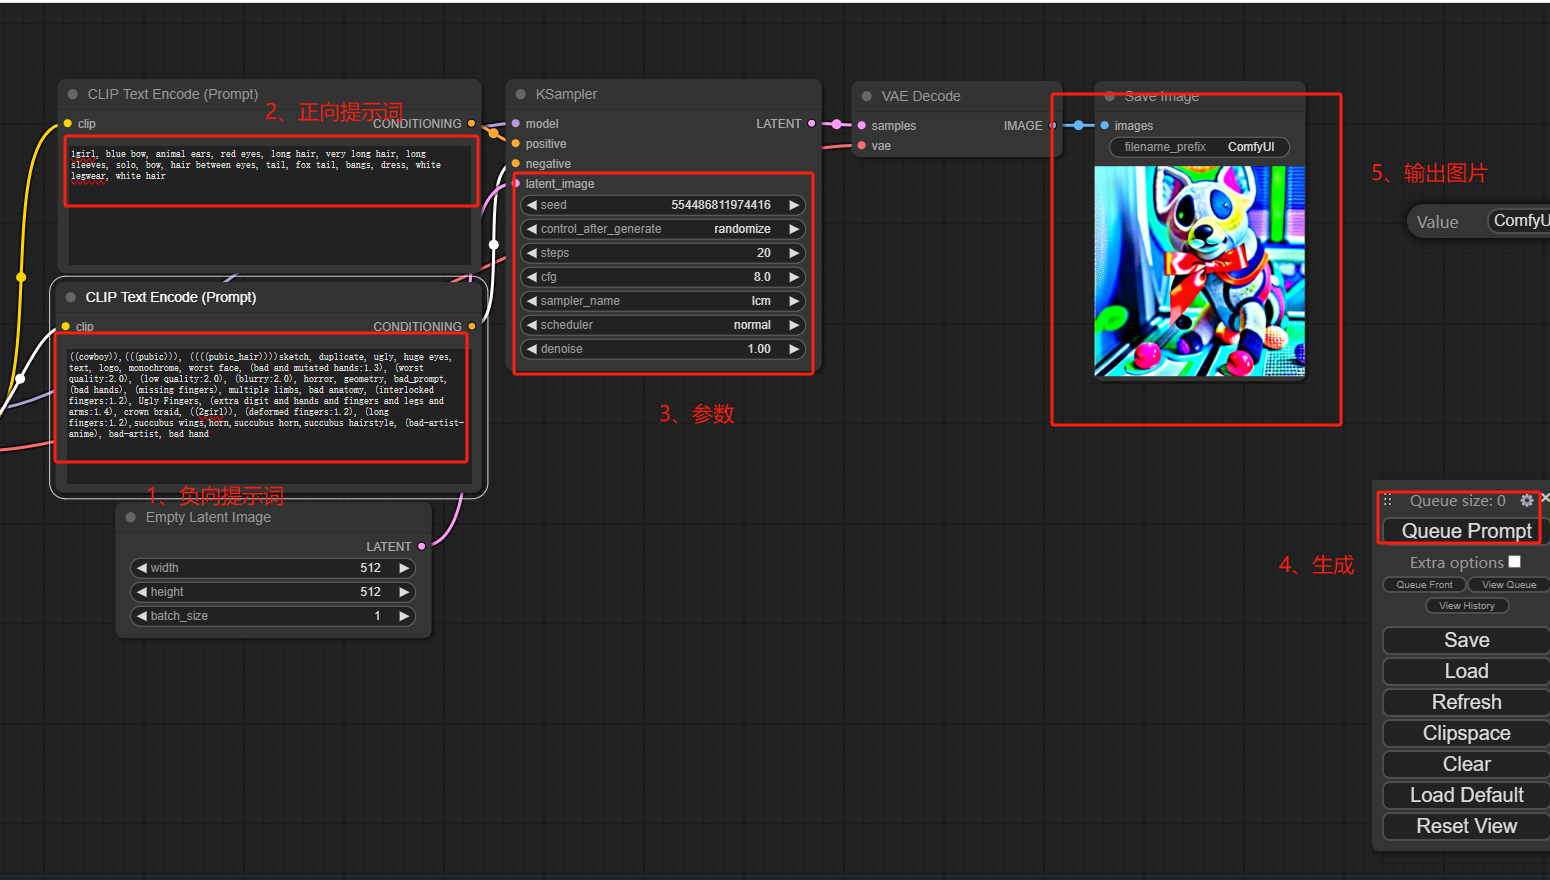 CLIP Text Encode (Prompt)
2、正向提示词
clip
CONDITIONING
1girl, blue bow, animal ears, red eyes, long hair, very long hair, long
sleeves, solo, bow, hair between eyes, tail, fox tail, bangs, dress, white
legwear, white hair
CLIP Text Encode (Prompt)
clip
CONDITIONING
((cowboy)),(((pubic))), ((((pubic_hair))))sketch, duplicate, ugly, huge eyes,
text, logo, monochrome, worst face, (bad and mutated hands:1.3), (worst
quality:2.0), (low quality:2.0), (blurry:2.0), horror, geometry, bad_prompt,
(bad hands), (missing fingers), multiple limbs, bad anatomy, (interlocked
fingers:1.2), Ugly Fingers, (extra digit and hands and fingers and legs and
arms:1.4), crown braid, ((2girl)), (deformed fingers:1.2), (long
fingers:1.2),succubus wings,horn,succubus horn,succubus hairstyle, (bad-artist-
anime), bad-artist, bad hand
1、负向提示词
Empty Latent Image
LATENT
width 512
height 512
batch_size 1
KSampler
model
LATENT
positive
negative
latent_image
seed 554486811974416
control_after_generate randomize
steps 20
cfg 8.0
sampler_name lcm
scheduler normal
denoise 1.00
3、参数
VAE Decode
samples
IMAGE
vae
Save Image
images
filename_prefix ComfyUI
5、输出图片
Value ComfyU
Queue size: 0
Queue Prompt
4、生成
Extra options
Queue Front View Queue
View History
Save
Load
Refresh
Clipspace
Clear
Load Default
Reset View